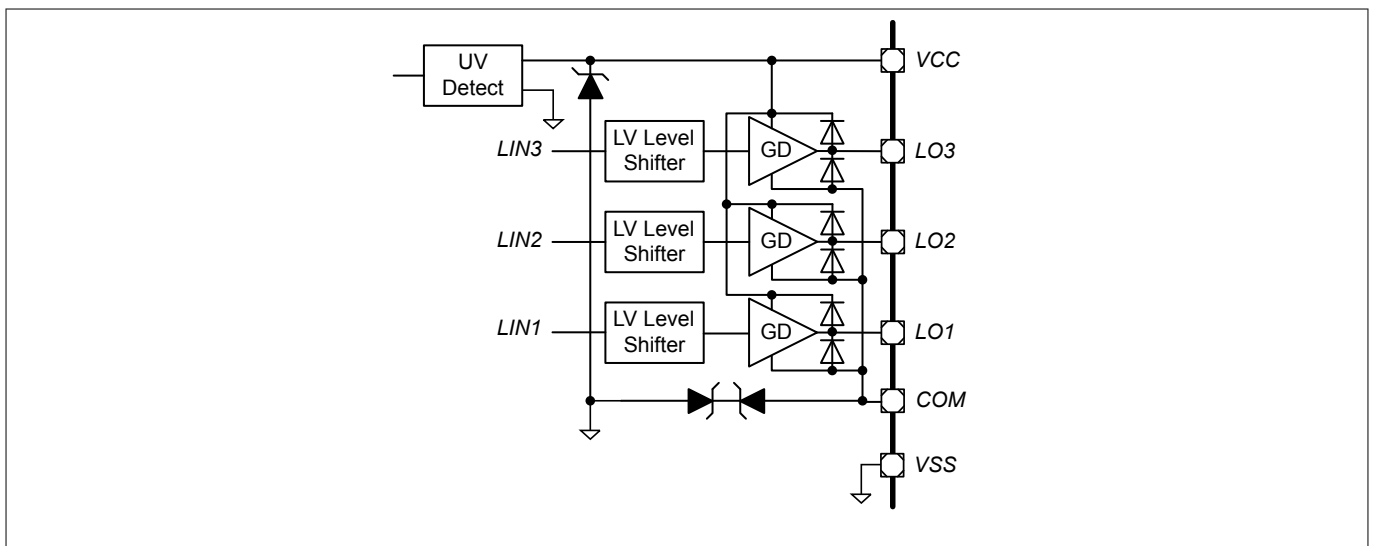 UV
Detect
VCC
LIN3
LV Level
Shifter
GD
LO3
LIN2
LV Level
Shifter
GD
LO2
LIN1
LV Level
Shifter
GD
LO1
COM
VSS